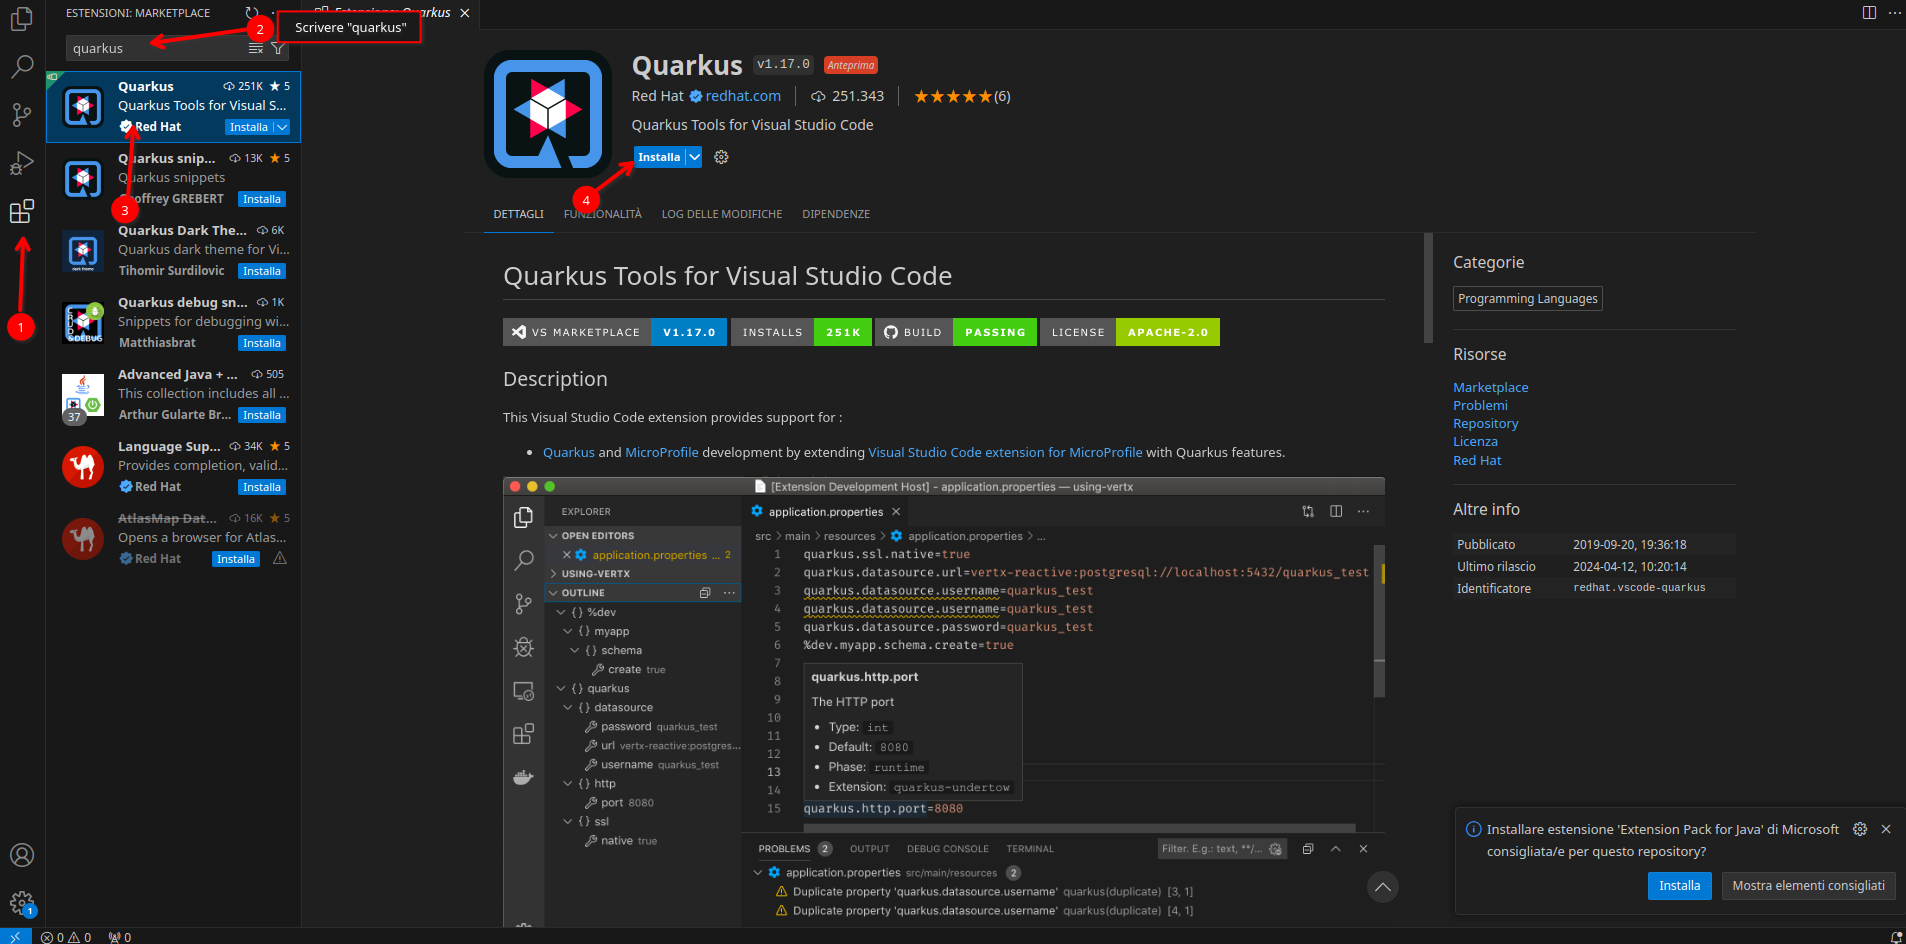 ESTENSIONI: MARKETPLACE
quarkus
2
Scrivere "quarkus"
Quarkus
251K ★ 5
Quarkus Tools for Visual S...
Red Hat
Installa
Quarkus snip...
13K ★ 5
Quarkus snippets
offrey GREBERT
Installa
3
Quarkus Dark The...
6K
Quarkus dark theme for Vi...
Tihomir Surdilovic
Installa
Quarkus debug sn...
1K
Snippets for debugging wi...
Matthiasbrat
Installa
1
Advanced Java + ...
505
This collection includes all ...
37
Arthur Gularte Br...
Installa
Language Sup...
34K ★ 5
Provides completion, valid...
Red Hat
Installa
AtlasMap Dat...
16K ★ 5
Opens a browser for Atlas...
Red Hat
Installa
1
Quarkus
v1.17.0
Anteprima
Red Hat redhat.com
251.343
★★★★★(6)
Quarkus Tools for Visual Studio Code
Installa
4
DETTAGLI
FUNZIONALITÀ
LOG DELLE MODIFICHE
DIPENDENZE
Quarkus Tools for Visual Studio Code
VS MARKETPLACE V1.17.0
INSTALLS 251K
BUILD PASSING
LICENSE APACHE-2.0
Description
This Visual Studio Code extension provides support for :
• Quarkus and MicroProfile development by extending Visual Studio Code extension for MicroProfile with Quarkus features.
[Extension Development Host] - application.properties — using-vertx
EXPLORER
OPEN EDITORS
application.properties ... 2
USING-VERTX
OUTLINE
{} %dev
{} myapp
{} schema
create true
{} quarkus
{} datasource
password quarkus_test
url vertx-reactive:postgres...
username quarkus_test
{} http
port 8080
{} ssl
native true
application.properties
src > main > resources > application.properties > ...
1 quarkus.ssl.native=true
2 quarkus.datasource.url=vertx-reactive:postgresql://localhost:5432/quarkus_test
3 quarkus.datasource.username=quarkus_test
4 quarkus.datasource.username=quarkus_test
5 quarkus.datasource.password=quarkus_test
6 %dev.myapp.schema.create=true
7
8
9
10
11
12
13
14
15 quarkus.http.port=8080
quarkus.http.port
The HTTP port
• Type: int
• Default: 8080
• Phase: runtime
• Extension: quarkus-undertow
PROBLEMS 2
OUTPUT
DEBUG CONSOLE
TERMINAL
Filter. E.g.: text, **/...
application.properties src/main/resources 2
Duplicate property 'quarkus.datasource.username' quarkus(duplicate) [3, 1]
Duplicate property 'quarkus.datasource.username' quarkus(duplicate) [4, 1]
Categorie
Programming Languages
Risorse
Marketplace
Problemi
Repository
Licenza
Red Hat
Altre info
Pubblicato 2019-09-20, 19:36:18
Ultimo rilascio 2024-04-12, 10:20:14
Identificatore redhat.vscode-quarkus
Installare estensione 'Extension Pack for Java' di Microsoft
consigliata/e per questo repository?
Installa
Mostra elementi consigliati
0
0
0